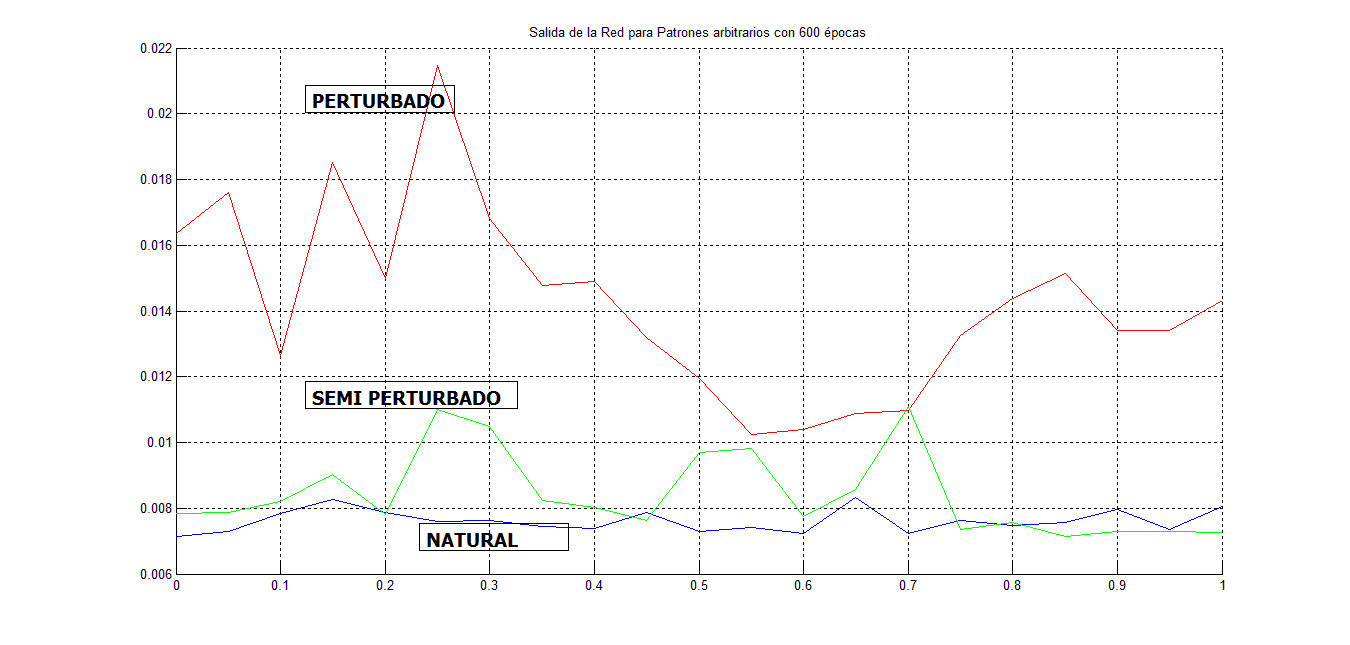 Salida de la Red para Patrones arbitrarios con 600 épocas
0.022
PERTURBADO
0.02
0.018
0.016
0.014
0.012
SEMI PERTURBADO
0.01
0.008
NATURAL
0.006
0 0.1 0.2 0.3 0.4 0.5 0.6 0.7 0.8 0.9 1